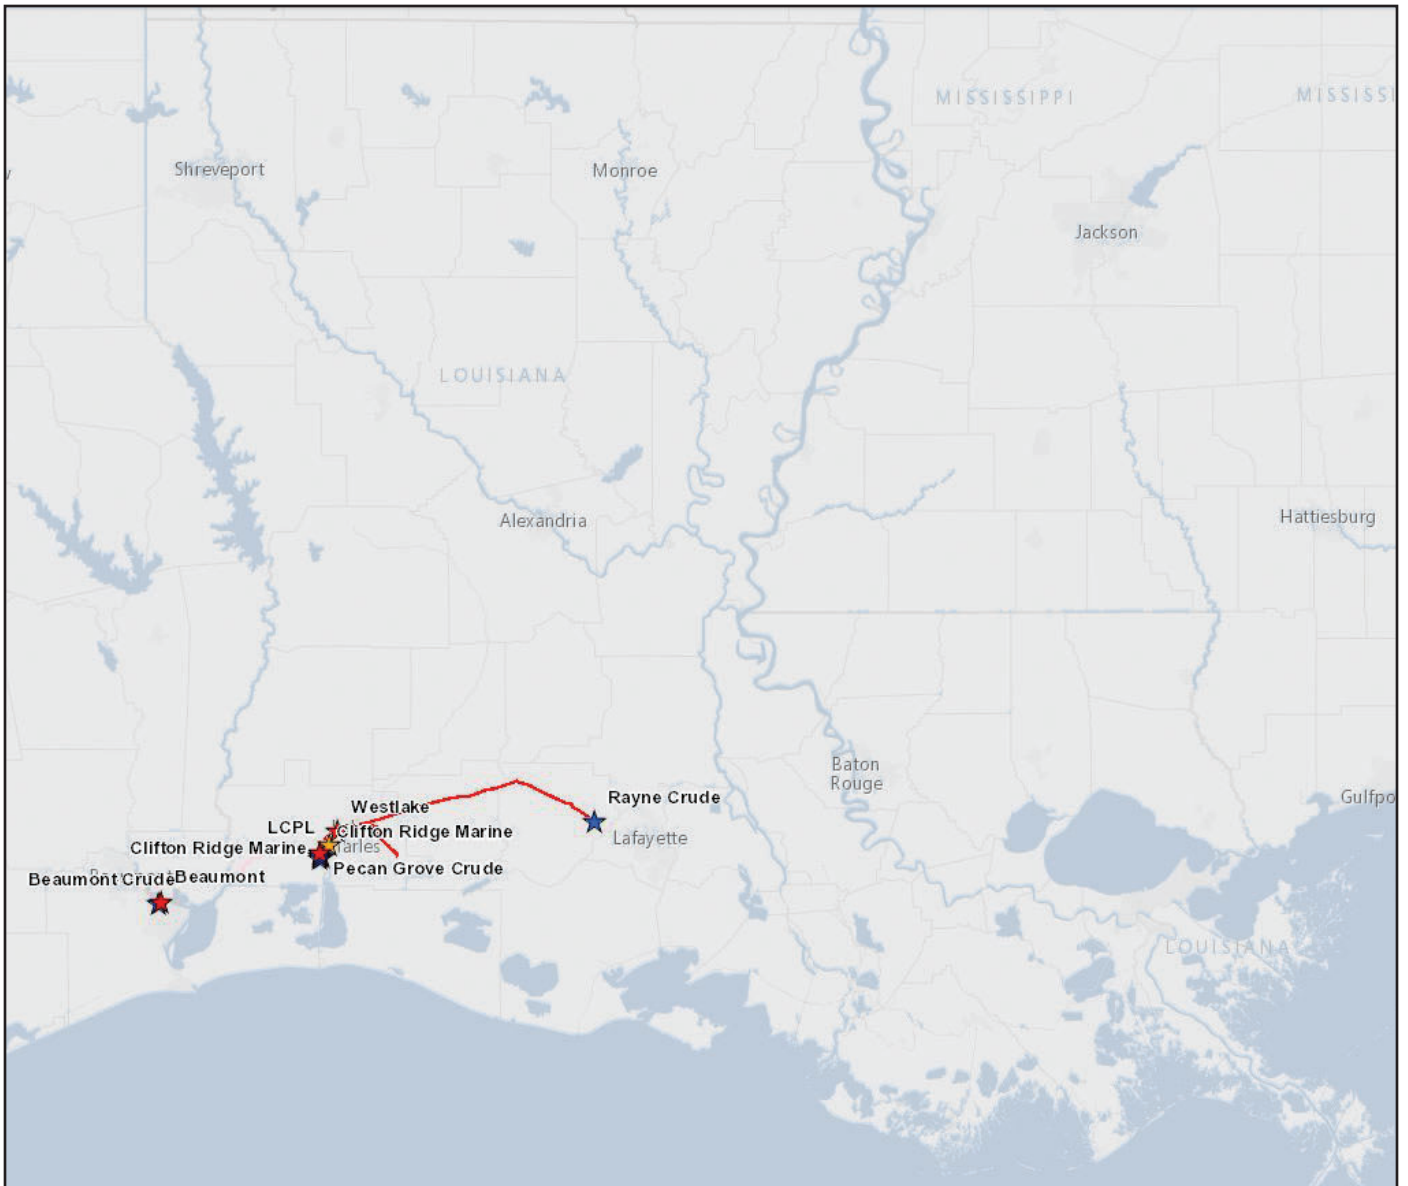 MISSISSIPPI
MISSISSI
Shreveport
Monroe
Jackson
LOUISIANA
Alexandria
Hattiesburg
Baton
Rouge
Gulfpo
Rayne Crude
Westlake
LCPL
Clifton Ridge Marine
Lafayette
Clifton Ridge Marine
arles
Pecan Grove Crude
Beaumont Crude
Beaumont
LOUISIANA